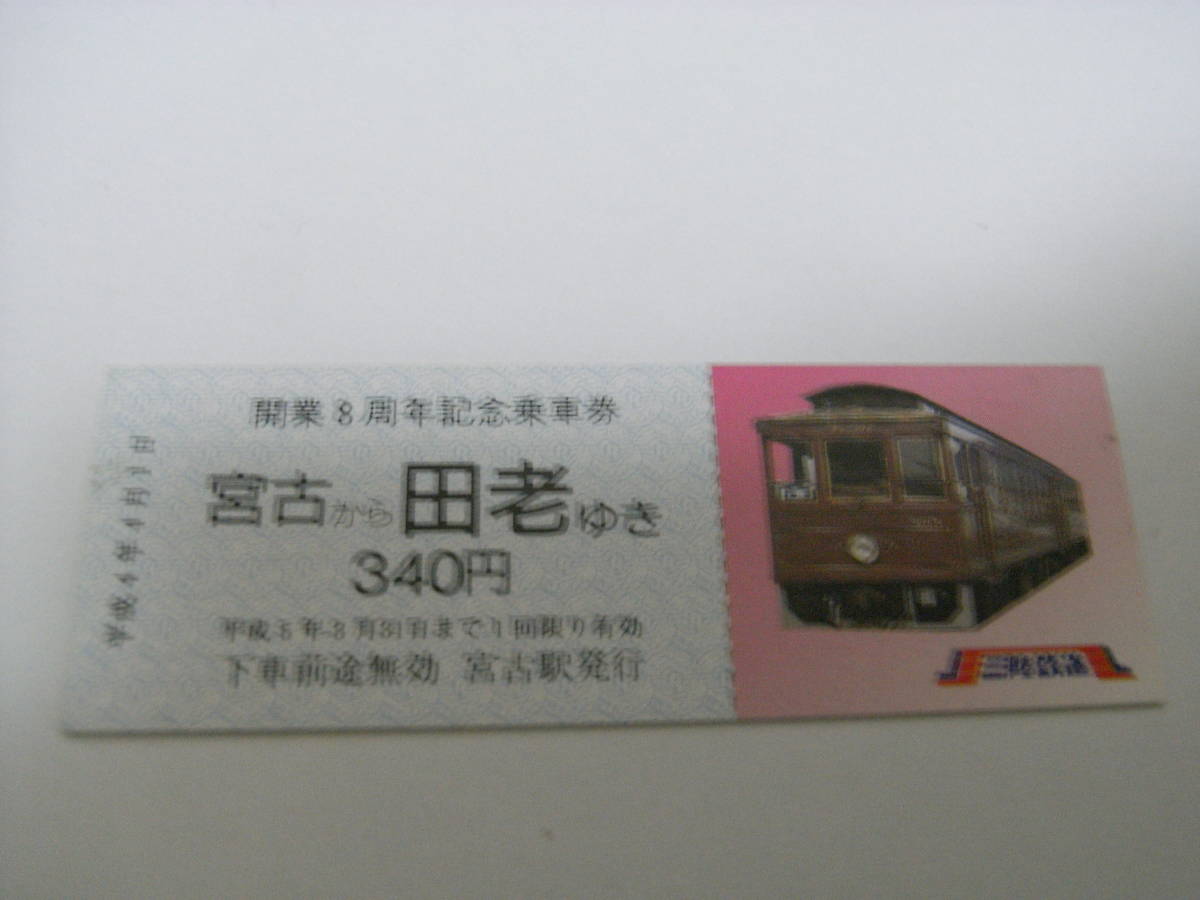 開業8周年記念乗車券
宮古から田老ゆき
340円
平成5年3月31日まで1回限り有効
下車前途無効 宮古駅発行
平成4年4月1日
三陸鉄道